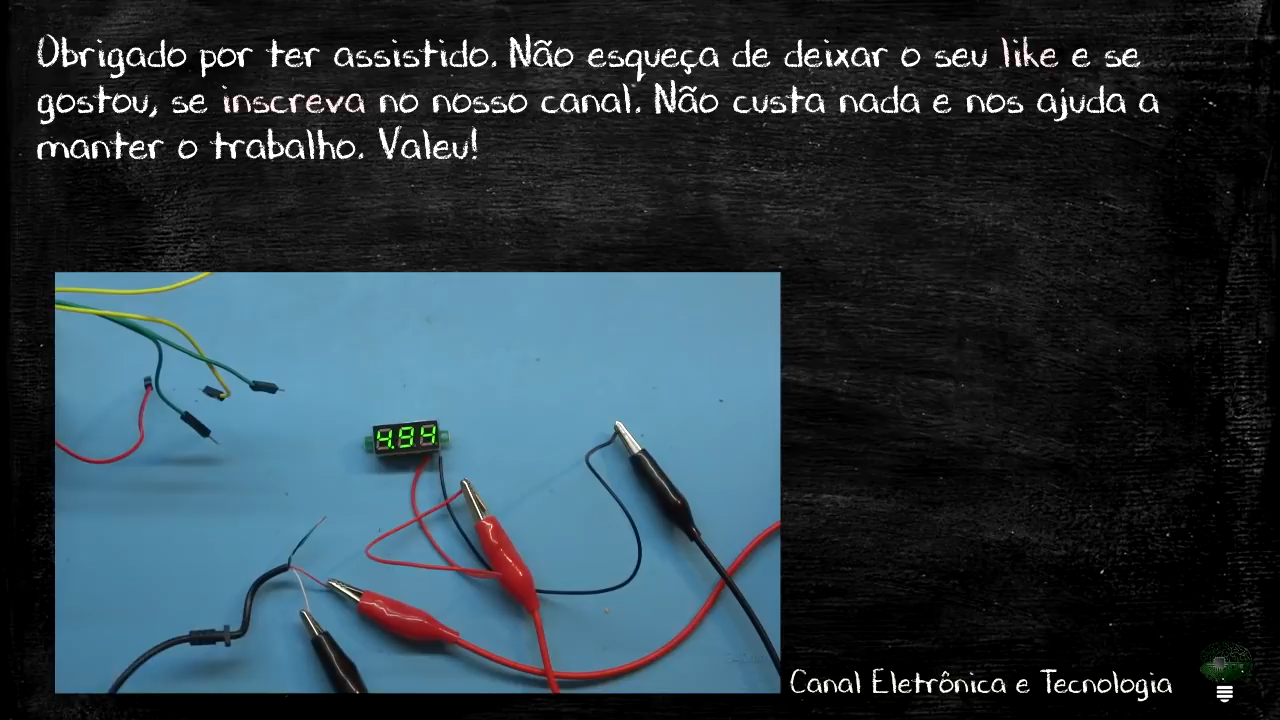 Obrigado por ter assistido. Não esqueça de deixar o seu like e se
gostou, se inscreva no nosso canal. Não custa nada e nos ajuda a
manter o trabalho. Valeu!
4.94
Canal Eletrônica e Tecnologia